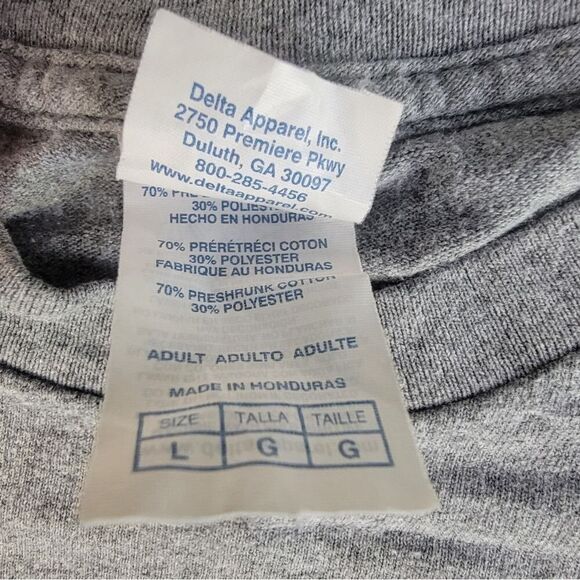 Delta Apparel, Inc.
2750 Premiere Pkwy
Duluth, GA 30097
800-285-4456
www.deltaapparel.com
70%
30% POLIEST
HECHO EN HONDURAS
70% PRÉRÉTRÉCI COTON
30% POLYESTER
FABRIQUE AU HONDURAS
70% PRESHRUNK COTTON
30% POLYESTER
ADULT ADULTO ADULTE
MADE IN HONDURAS
SIZE TALLA TAILLE
L G G